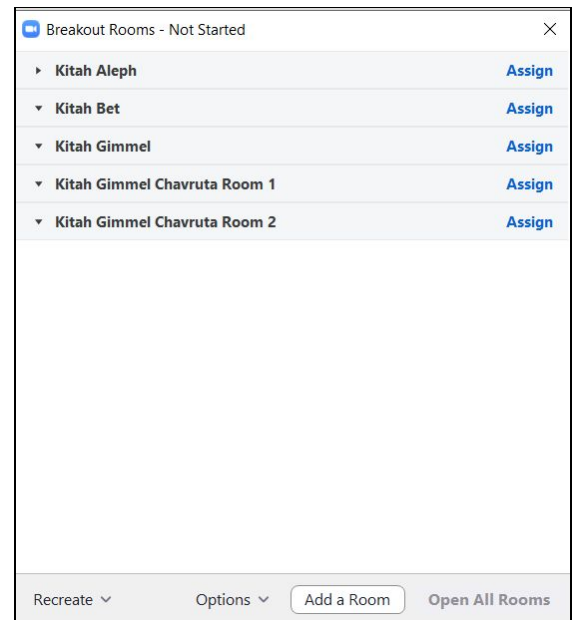 Breakout Rooms - Not Started
Kitah Aleph Assign
Kitah Bet Assign
Kitah Gimmel Assign
Kitah Gimmel Chavruta Room 1 Assign
Kitah Gimmel Chavruta Room 2 Assign
Recreate Options Add a Room Open All Rooms